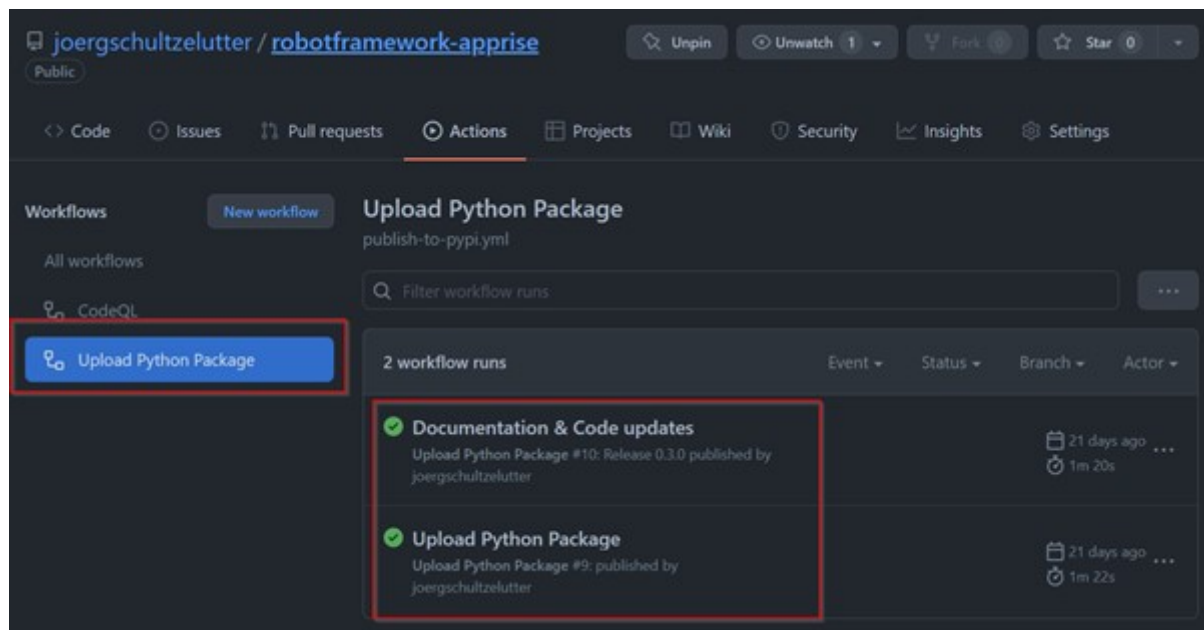 joergschultzelutter / robotframework-apprise
Unpin
Unwatch 1
Fork 0
Star 0
Public
Code
Issues
Pull requests
Actions
Projects
Wiki
Security
Insights
Settings
Workflows
New workflow
All workflows
CodeQL
Upload Python Package
Upload Python Package
publish-to-pypi.yml
Filter workflow runs
2 workflow runs
Event
Status
Branch
Actor
Documentation & Code updates
Upload Python Package #10: Release 0.3.0 published by
joergschultzelutter
21 days ago
1m 20s
Upload Python Package
Upload Python Package #9: published by
joergschultzelutter
21 days ago
1m 22s